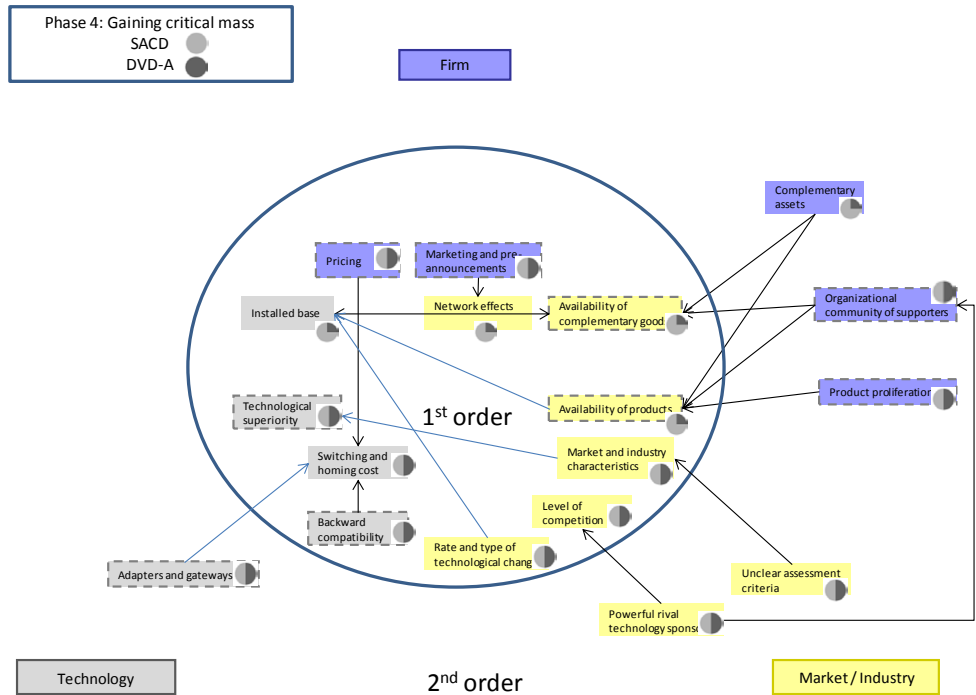 Phase 4: Gaining critical mass
SACD
DVD-A
Firm
Complementary
assets
Pricing
Marketing and pre-
announcements
Installed base
Network effects
Availability of
complementary good
Organizational
community of supporters
Technological
superiority
1st order
Availability of products
Product proliferation
Switching and
homing cost
Market and industry
characteristics
Backward
compatibility
Level of
competition
Rate and type of
technological chang
Adapters and gateways
Unclear assessment
criteria
Powerful rival
technology sponso
Technology
2nd order
Market / Industry